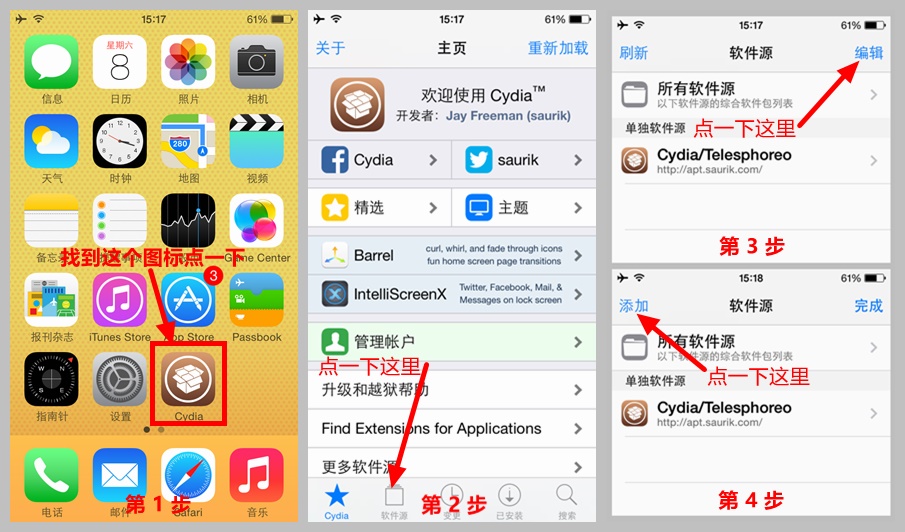 15:17
61%
星期六
8
信息
日历
照片
相机
280
天气
时钟
地图
视频
找到这个图标点一下
Game Center
3
报刊杂志
iTunes Store
App Store
Passbook
N
W
E
S
指南针
设置
Cydia
电话
邮件
Safari
音乐
第 1 步
15:17
61%
关于
主页
重新加载
欢迎使用 Cydia™
开发者： Jay Freeman (saurik)
Cydia
saurik
精选
主题
Barrel
curl, whirl, and fade through icons
fun home screen page transitions
IntelliScreenX
Twitter, Facebook, Mail, &
Messages on lock screen
管理帐户
点一下这里
升级和越狱帮助
Find Extensions for Applications
更多软件源
Cydia
软件源
变更
已安装
搜索
第 2 步
15:17
61%
刷新
软件源
编辑
所有软件源
以下软件源的综合软件包列表
点一下这里
单独软件源
Cydia/Telesphoreo
http://apt.saurik.com/
第 3 步
15:18
61%
添加
软件源
完成
所有软件源
以下软件源的综合软件包列表
点一下这里
单独软件源
Cydia/Telesphoreo
http://apt.saurik.com/
第 4 步